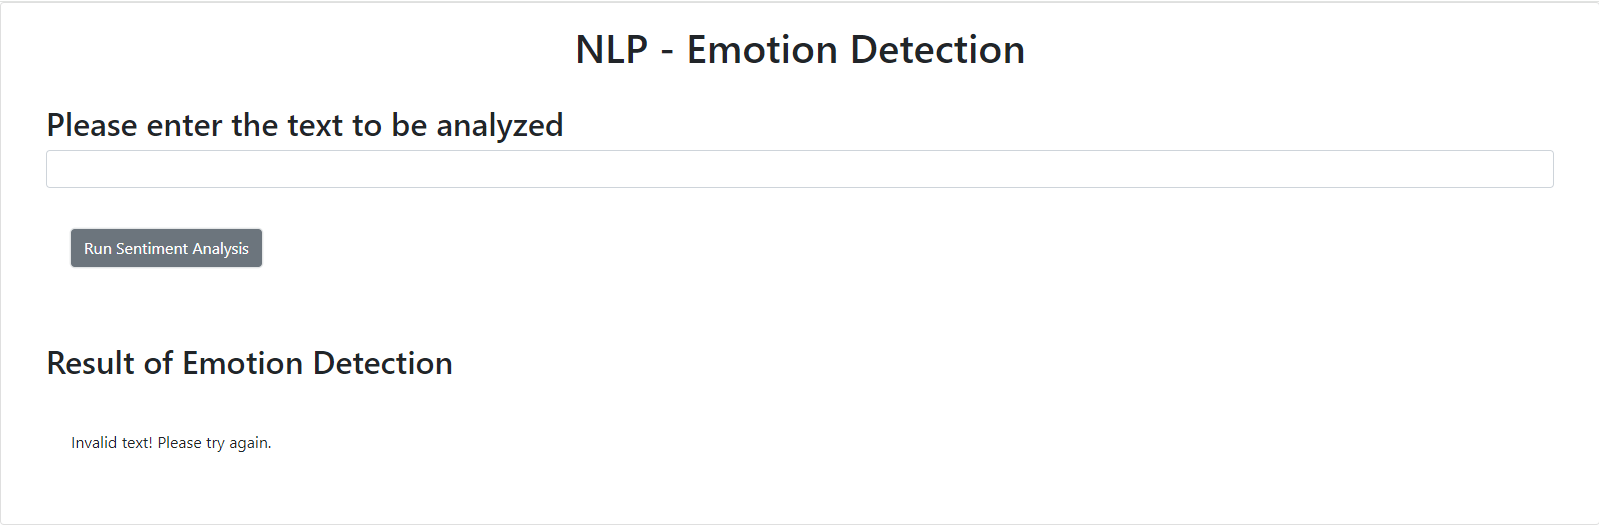 NLP - Emotion Detection
Please enter the text to be analyzed
Run Sentiment Analysis
Result of Emotion Detection
Invalid text! Please try again.